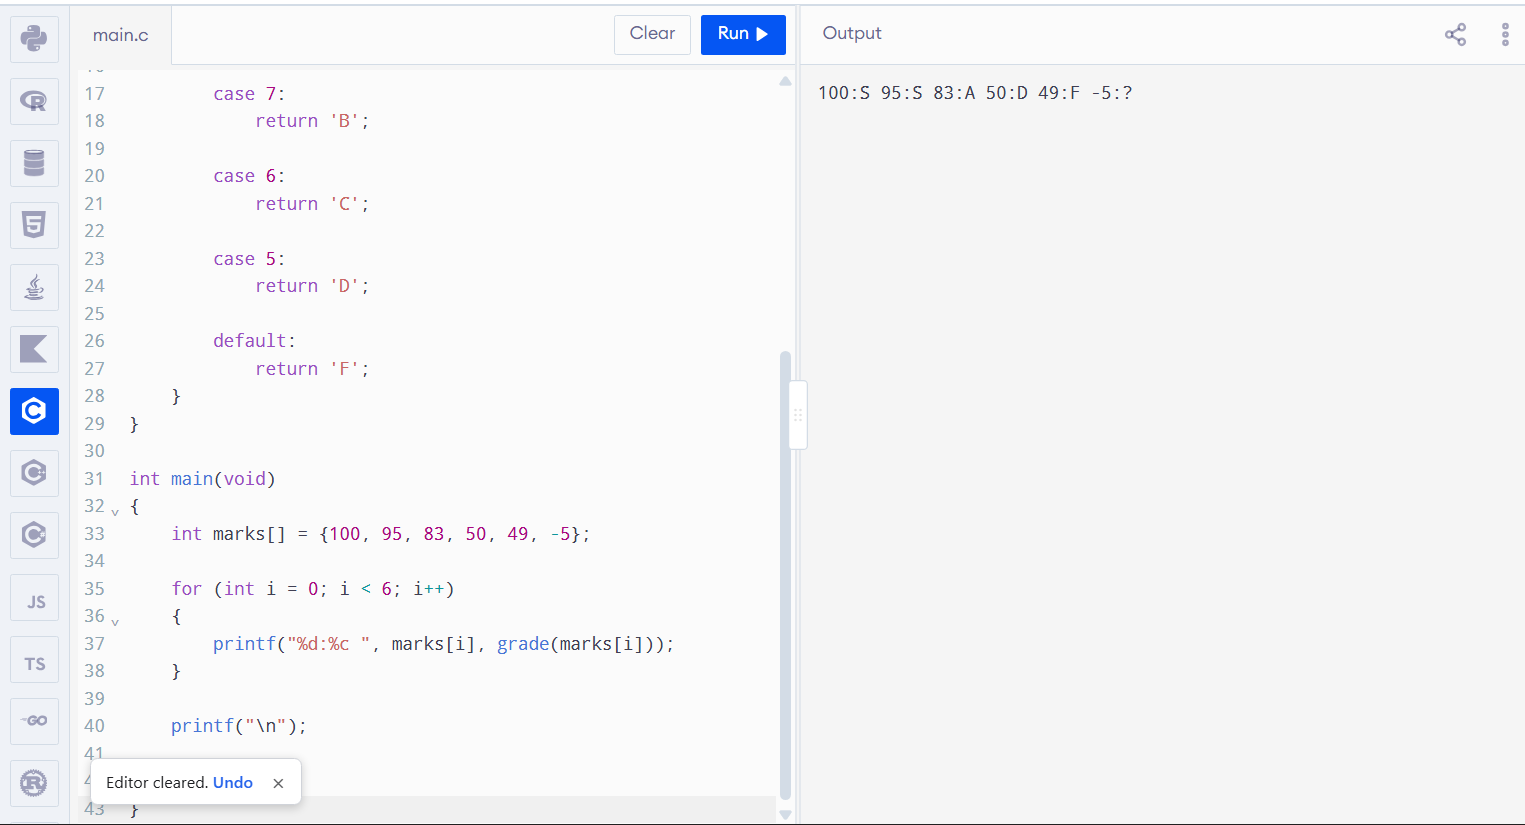 main.c
Clear
Run
Output
17 case 7:
18 return 'B';
19
20 case 6:
21 return 'C';
22
23 case 5:
24 return 'D';
25
26 default:
27 return 'F';
28 }
29 }
30
31 int main(void)
32 {
33 int marks[] = {100, 95, 83, 50, 49, -5};
34
35 for (int i = 0; i < 6; i++)
36 {
37 printf("%d:%c ", marks[i], grade(marks[i]));
38 }
39
40 printf("\n");
41
43 }
Editor cleared. Undo
100:S 95:S 83:A 50:D 49:F -5:?
R
5
C
C
C
JS
TS
GO
R